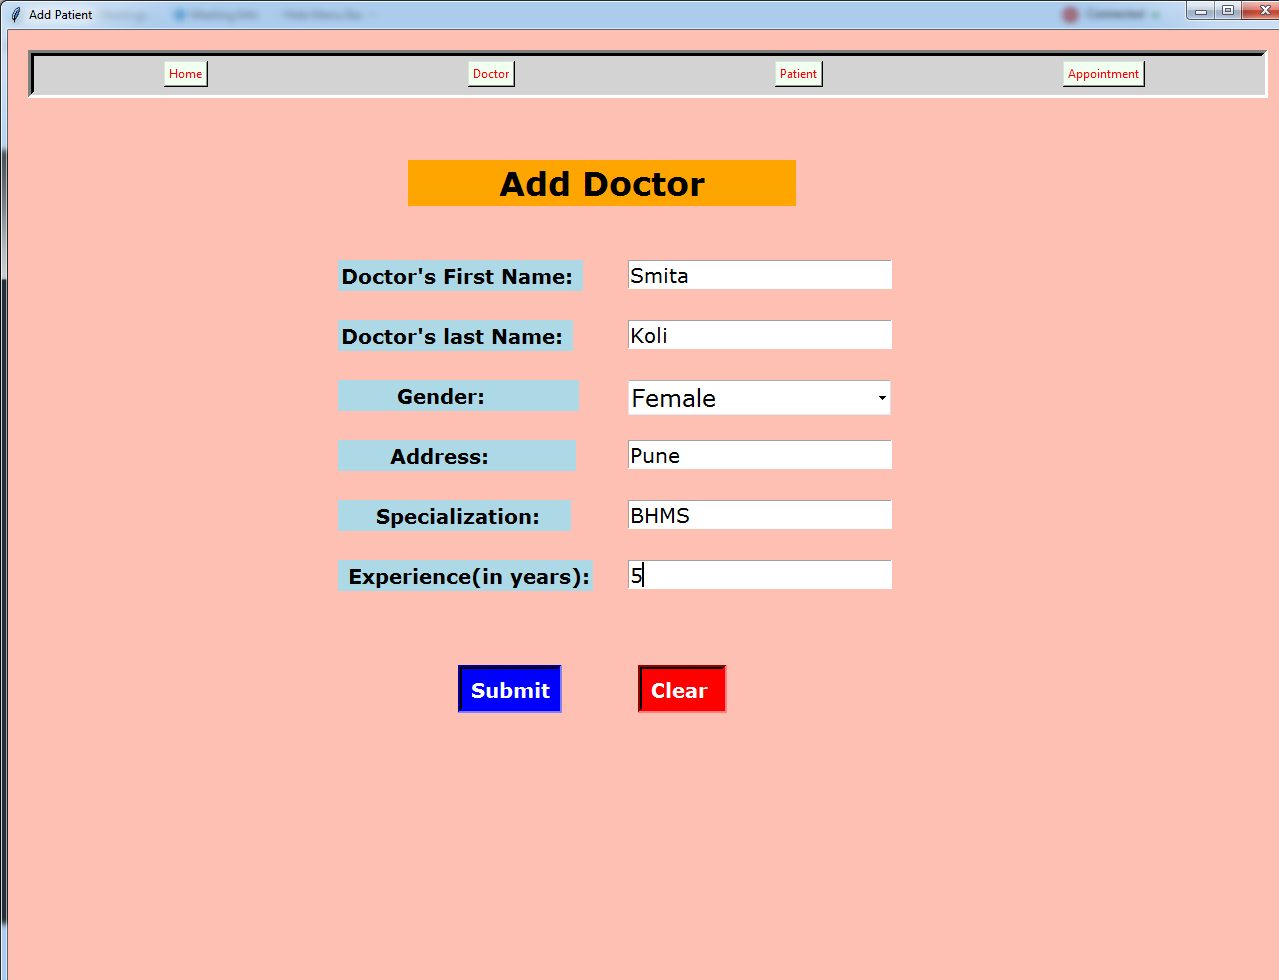 Add Patient
Home Doctor Patient Appointment
Add Doctor
Doctor's First Name: Smita
Doctor's last Name: Koli
Gender: Female
Address: Pune
Specialization: BHMS
Experience(in years): 5
Submit Clear